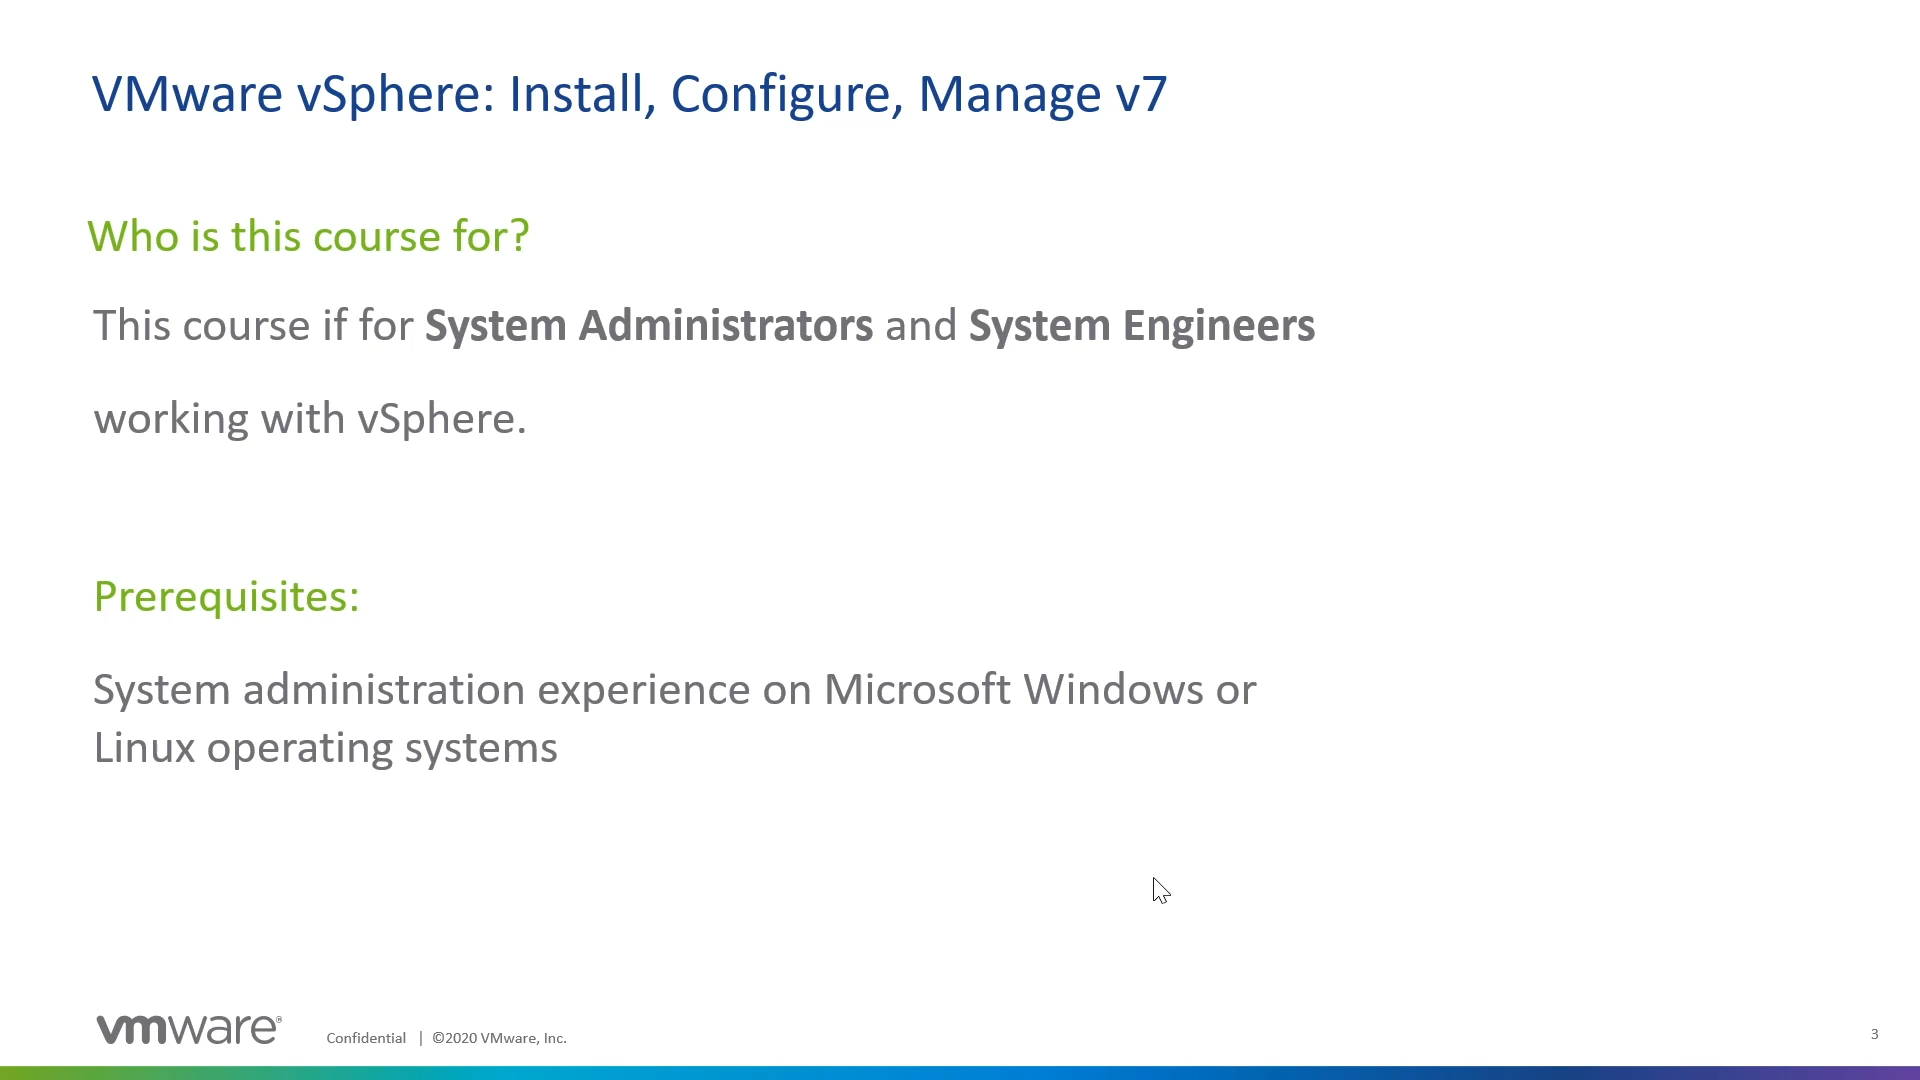 VMware vSphere: Install, Configure, Manage v7
Who is this course for?
This course if for System Administrators and System Engineers
working with vSphere.
Prerequisites:
System administration experience on Microsoft Windows or
Linux operating systems
vmware®
Confidential | ©2020 VMware, Inc.
3